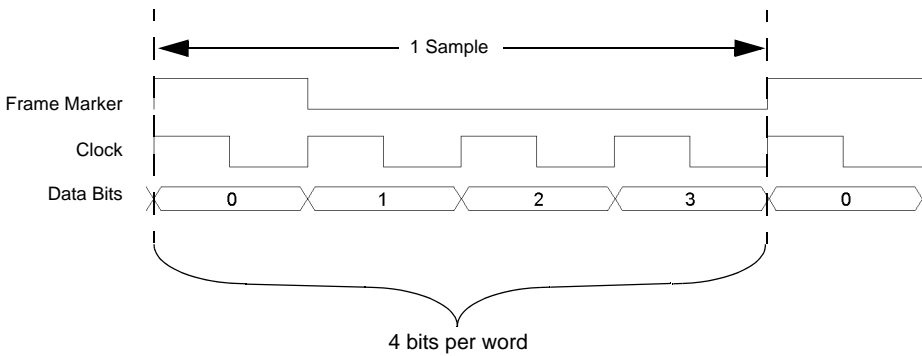 1 Sample
Frame Marker
Clock
Data Bits
0 1 2 3 0
4 bits per word